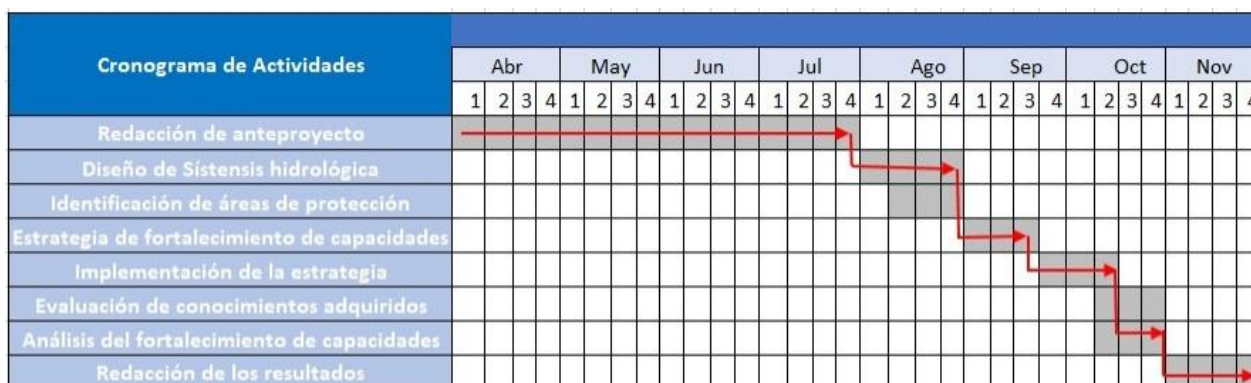 Cronograma de Actividades
Abr May Jun Jul Ago Sep Oct Nov
1 2 3 4 1 2 3 4 1 2 3 4 1 2 3 4 1 2 3 4 1 2 3 4 1 2 3 4 1 2 3 4
Redacción de anteproyecto
Diseño de Sístensis hidrológica
Identificación de áreas de protección
Estrategia de fortalecimiento de capacidades
Implementación de la estrategia
Evaluación de conocimientos adquiridos
Análisis del fortalecimiento de capacidades
Redacción de los resultados